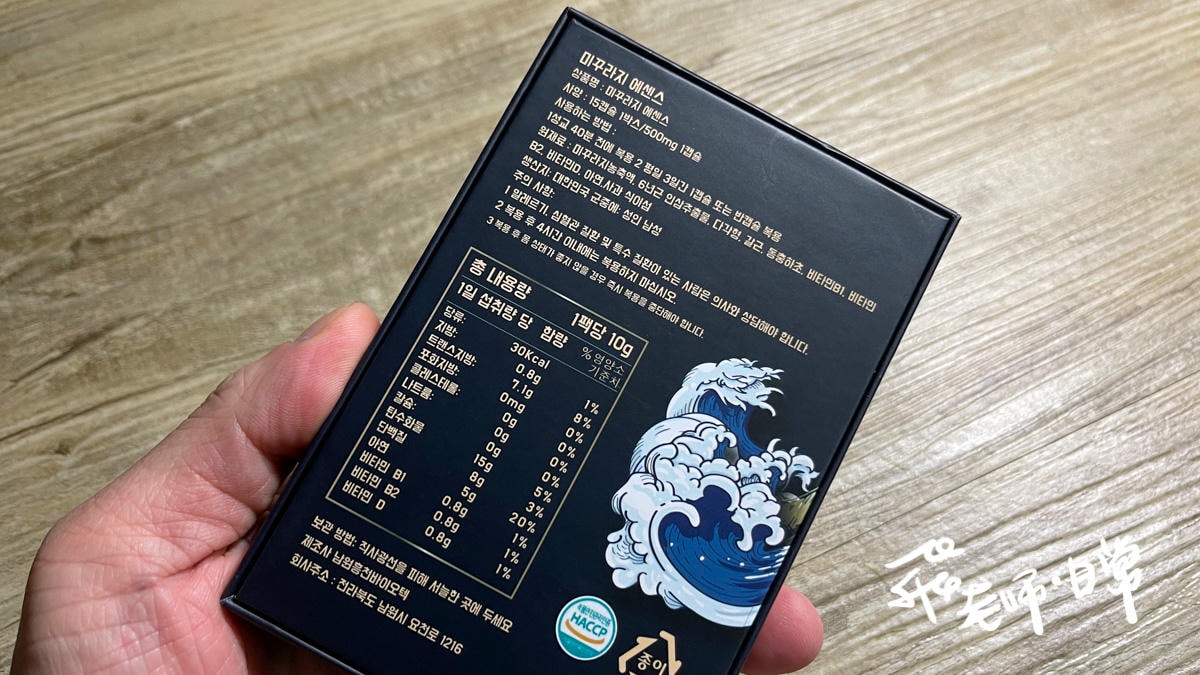 미꾸라지 에센스
상품명 : 미꾸라지 에센스
사양 : 15캡슐 1박스/500mg 1캡슐
사용하는 방법 :
1성교 40분 전에 복용 2 평일 3일간 1캡슐 또는 반캡슐 복용
원재료 : 미꾸라지농축액, 6년근 인삼추출물, 다각형, 갈근, 동충하초, 비타민B1, 비타민
B2, 비타민D, 아연,사과 식이섬
생산지: 대한민국 군중에: 성인 남성
주의 사항:
1 알레르기, 심혈관 질환 및 특수 질환이 있는 사람은 의사와 상담해야 합니다.
2 복용 후 4시간 이내에는 복용하지 마십시오.
3 복용 후 몸 상태가 좋지 않을 경우 즉시 복용을 중단해야 합니다.
총 내용량 1팩당 10g
1일 섭취량 당 함량 % 영양소 기준치
30Kcal
당류: 0.8g 1%
지방: 7.1g 8%
트랜스지방: 0mg 0%
포화지방: 0g 0%
콜레스테롤: 0g 0%
나트륨: 0g 0%
칼슘: 15g 5%
탄수화물 8g 3%
단백질 5g 20%
아연 0.8g 1%
비타민 B1 0.8g 1%
비타민 B2 0.8g 1%
비타민 D
보관 방법: 직사광선을 피해 서늘한 곳에 두세요
제조사 남원흥천바이오텍
회사주소 : 전라북도 남원시 요천로 1216
HACCP
종이
老師·日常